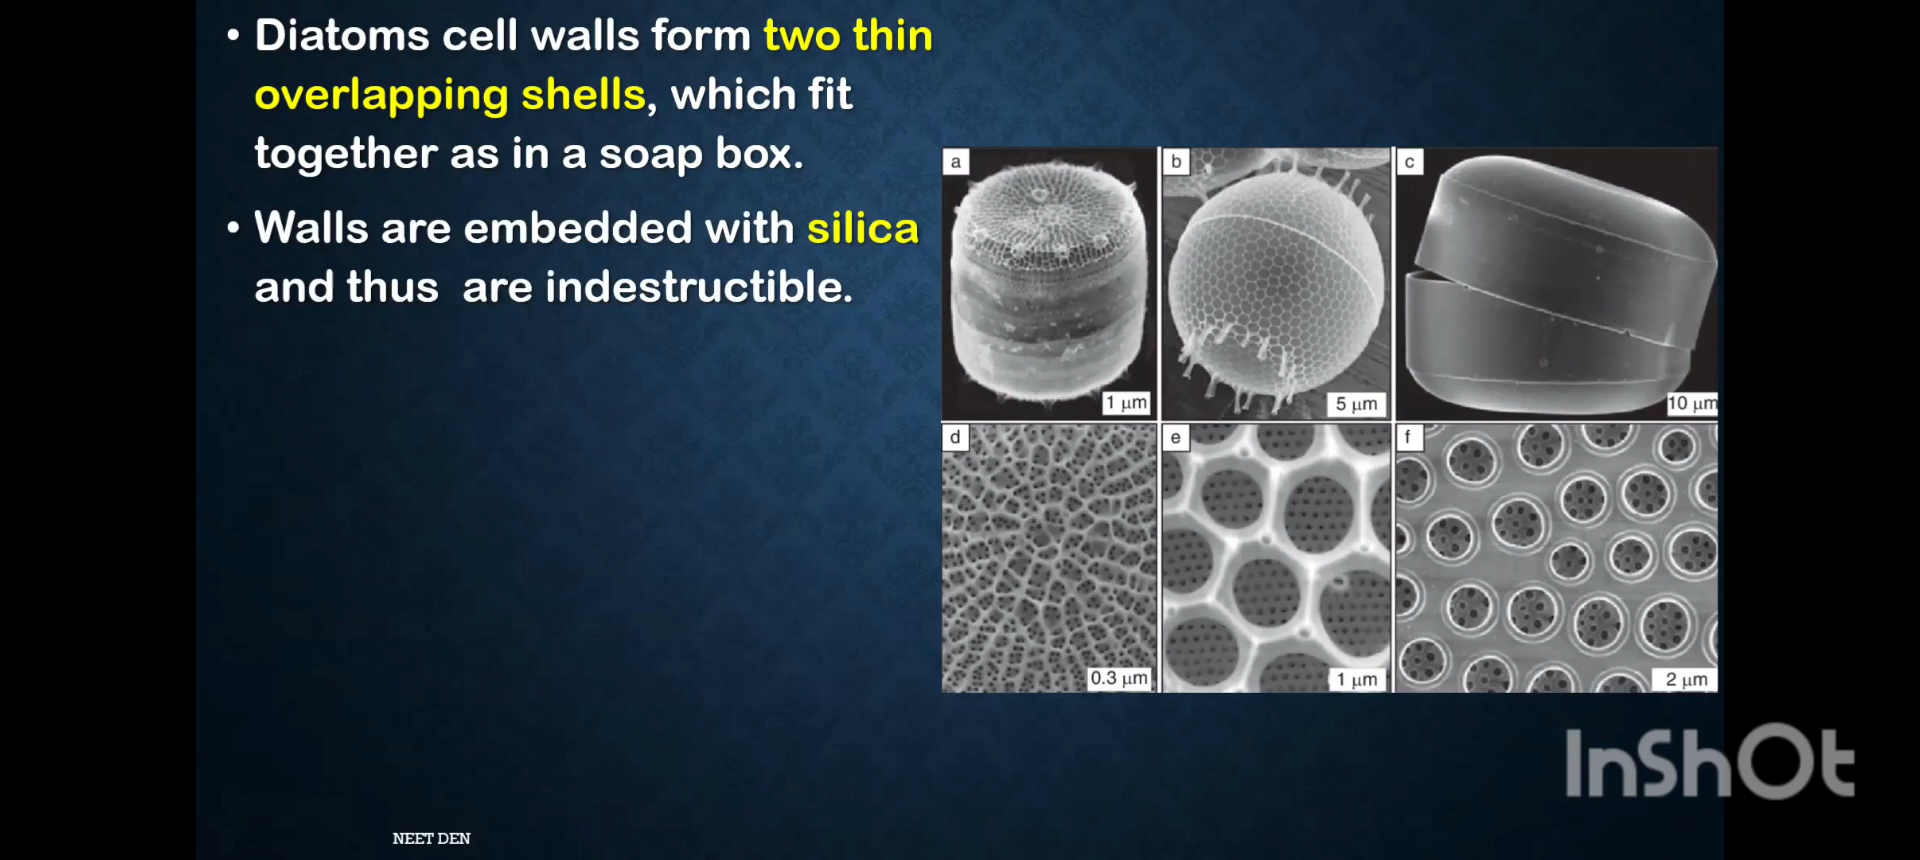 • Diatoms cell walls form two thin
overlapping shells, which fit
together as in a soap box.
• Walls are embedded with silica
and thus are indestructible.
a
b
c
1 µm
5 µm
10 µm
d
e
f
0.3 µm
1 µm
2 µm
InShOt
NEET DEN